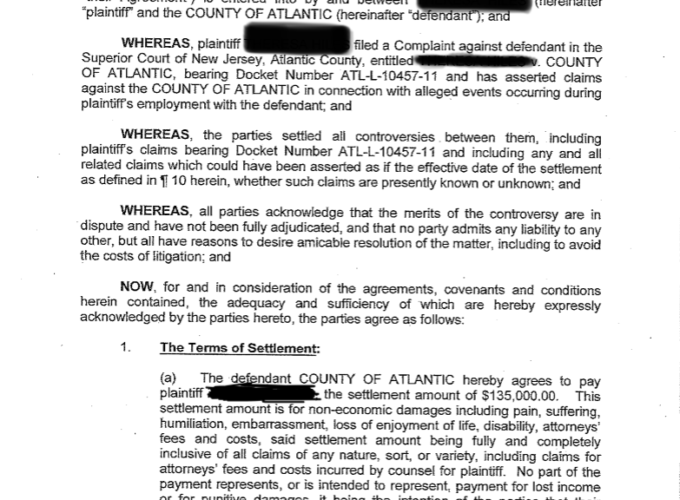 their Agreement") is entered into by and between (hereinafter
"plaintiff" and the COUNTY OF ATLANTIC (hereinafter "defendant"); and
WHEREAS, plaintiff filed a Complaint against defendant in the
Superior Court of New Jersey, Atlantic County, entitled v. COUNTY
OF ATLANTIC, bearing Docket Number ATL-L-10457-11 and has asserted claims
against the COUNTY OF ATLANTIC in connection with alleged events occurring during
plaintiff's employment with the defendant; and
WHEREAS, the parties settled all controversies between them, including
plaintiff's claims bearing Docket Number ATL-L-10457-11 and including any and all
related claims which could have been asserted as if the effective date of the settlement
as defined in ¶ 10 herein, whether such claims are presently known or unknown; and
WHEREAS, all parties acknowledge that the merits of the controversy are in
dispute and have not been fully adjudicated, and that no party admits any liability to any
other, but all have reasons to desire amicable resolution of the matter, including to avoid
the costs of litigation; and
NOW, for and in consideration of the agreements, covenants and conditions
herein contained, the adequacy and sufficiency of which are hereby expressly
acknowledged by the parties hereto, the parties agree as follows:
1. The Terms of Settlement:
(a) The defendant COUNTY OF ATLANTIC hereby agrees to pay
plaintiff the settlement amount of $135,000.00. This
settlement amount is for non-economic damages including pain, suffering,
humiliation, embarrassment, loss of enjoyment of life, disability, attorneys'
fees and costs, said settlement amount being fully and completely
inclusive of all claims of any nature, sort, or variety, including claims for
attorneys' fees and costs incurred by counsel for plaintiff. No part of the
payment represents, or is intended to represent, payment for lost income
or for punitive damages, it being the intention of the parties that their